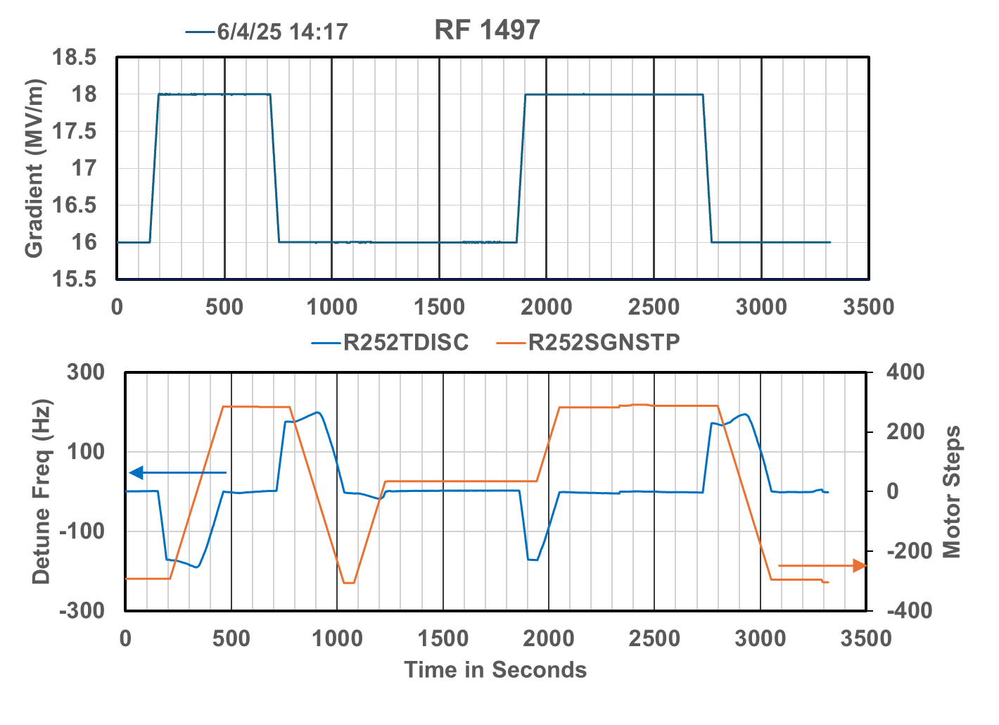 6/4/25 14:17 RF 1497
18.5
18
17.5
17
16.5
16
15.5
Gradient (MV/m)
0 500 1000 1500 2000 2500 3000 3500
R252TDISC R252SGNSTP
300 400
200
100
0
-100
-200
-300 -400
Detune Freq (Hz)
Motor Steps
0 500 1000 1500 2000 2500 3000 3500
Time in Seconds